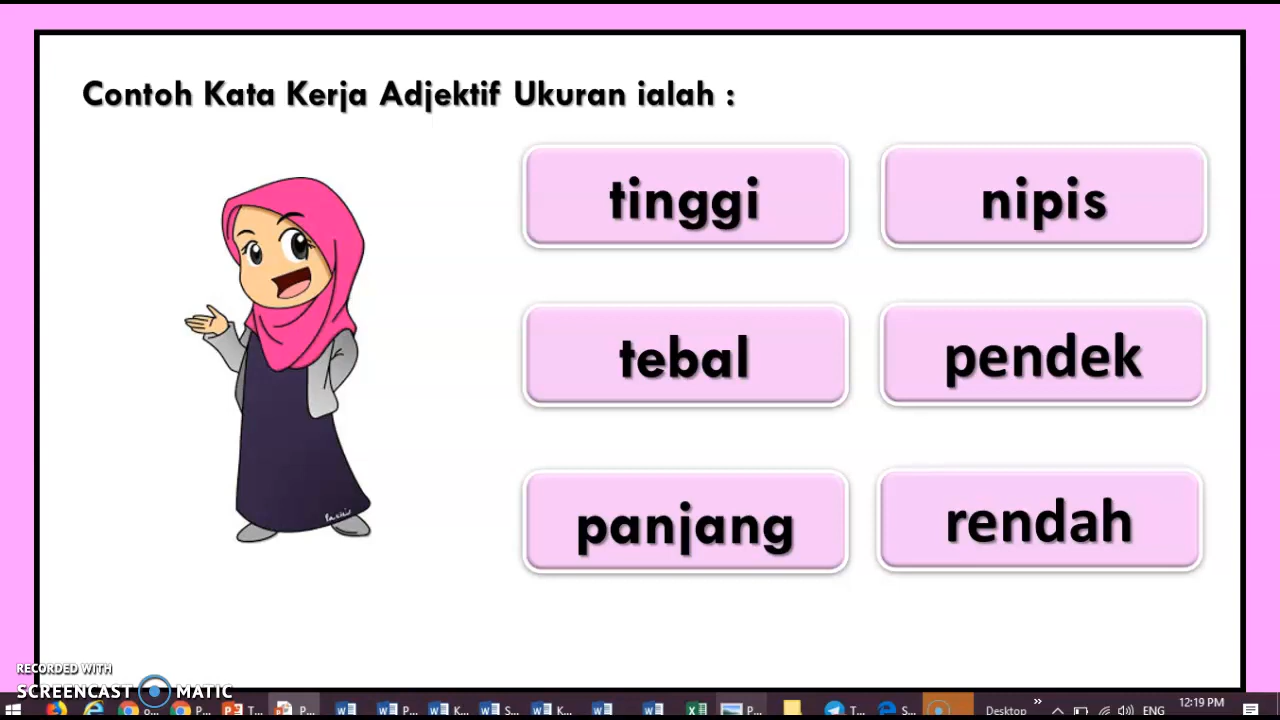 Contoh Kata Kerja Adjektif Ukuran ialah :
tinggi
nipis
tebal
pendek
panjang
rendah
RECORDED WITH
SCREENCAST MATIC
12:19 PM
Desktop
ENG